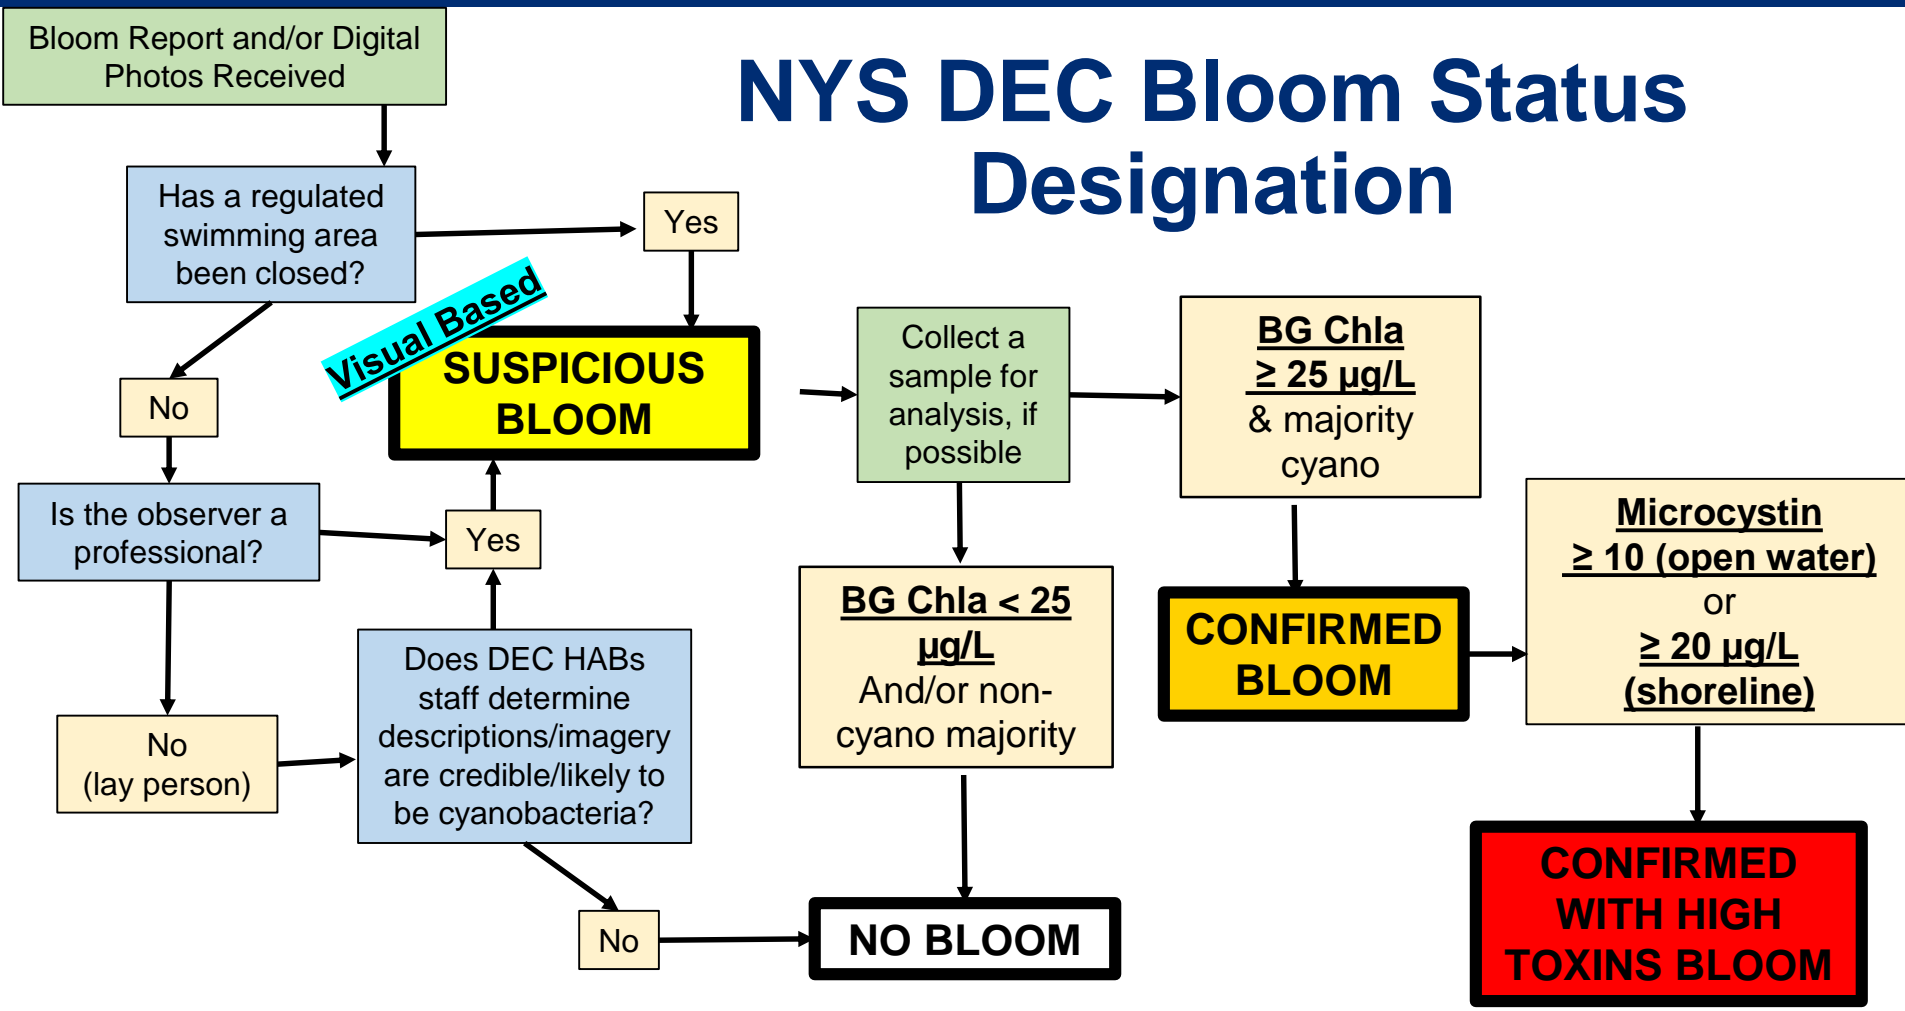 Bloom Report and/or Digital
Photos Received
NYS DEC Bloom Status
Designation
Has a regulated
swimming area
been closed?
Yes
Visual Based
SUSPICIOUS
BLOOM
No
Is the observer a
professional?
Yes
No
(lay person)
Does DEC HABs
staff determine
descriptions/imagery
are credible/likely to
be cyanobacteria?
No
Collect a
sample for
analysis, if
possible
BG Chla
≥ 25 µg/L
& majority
cyano
BG Chla < 25
µg/L
And/or non-
cyano majority
NO BLOOM
CONFIRMED
BLOOM
Microcystin
≥ 10 (open water)
or
≥ 20 µg/L
(shoreline)
CONFIRMED
WITH HIGH
TOXINS BLOOM